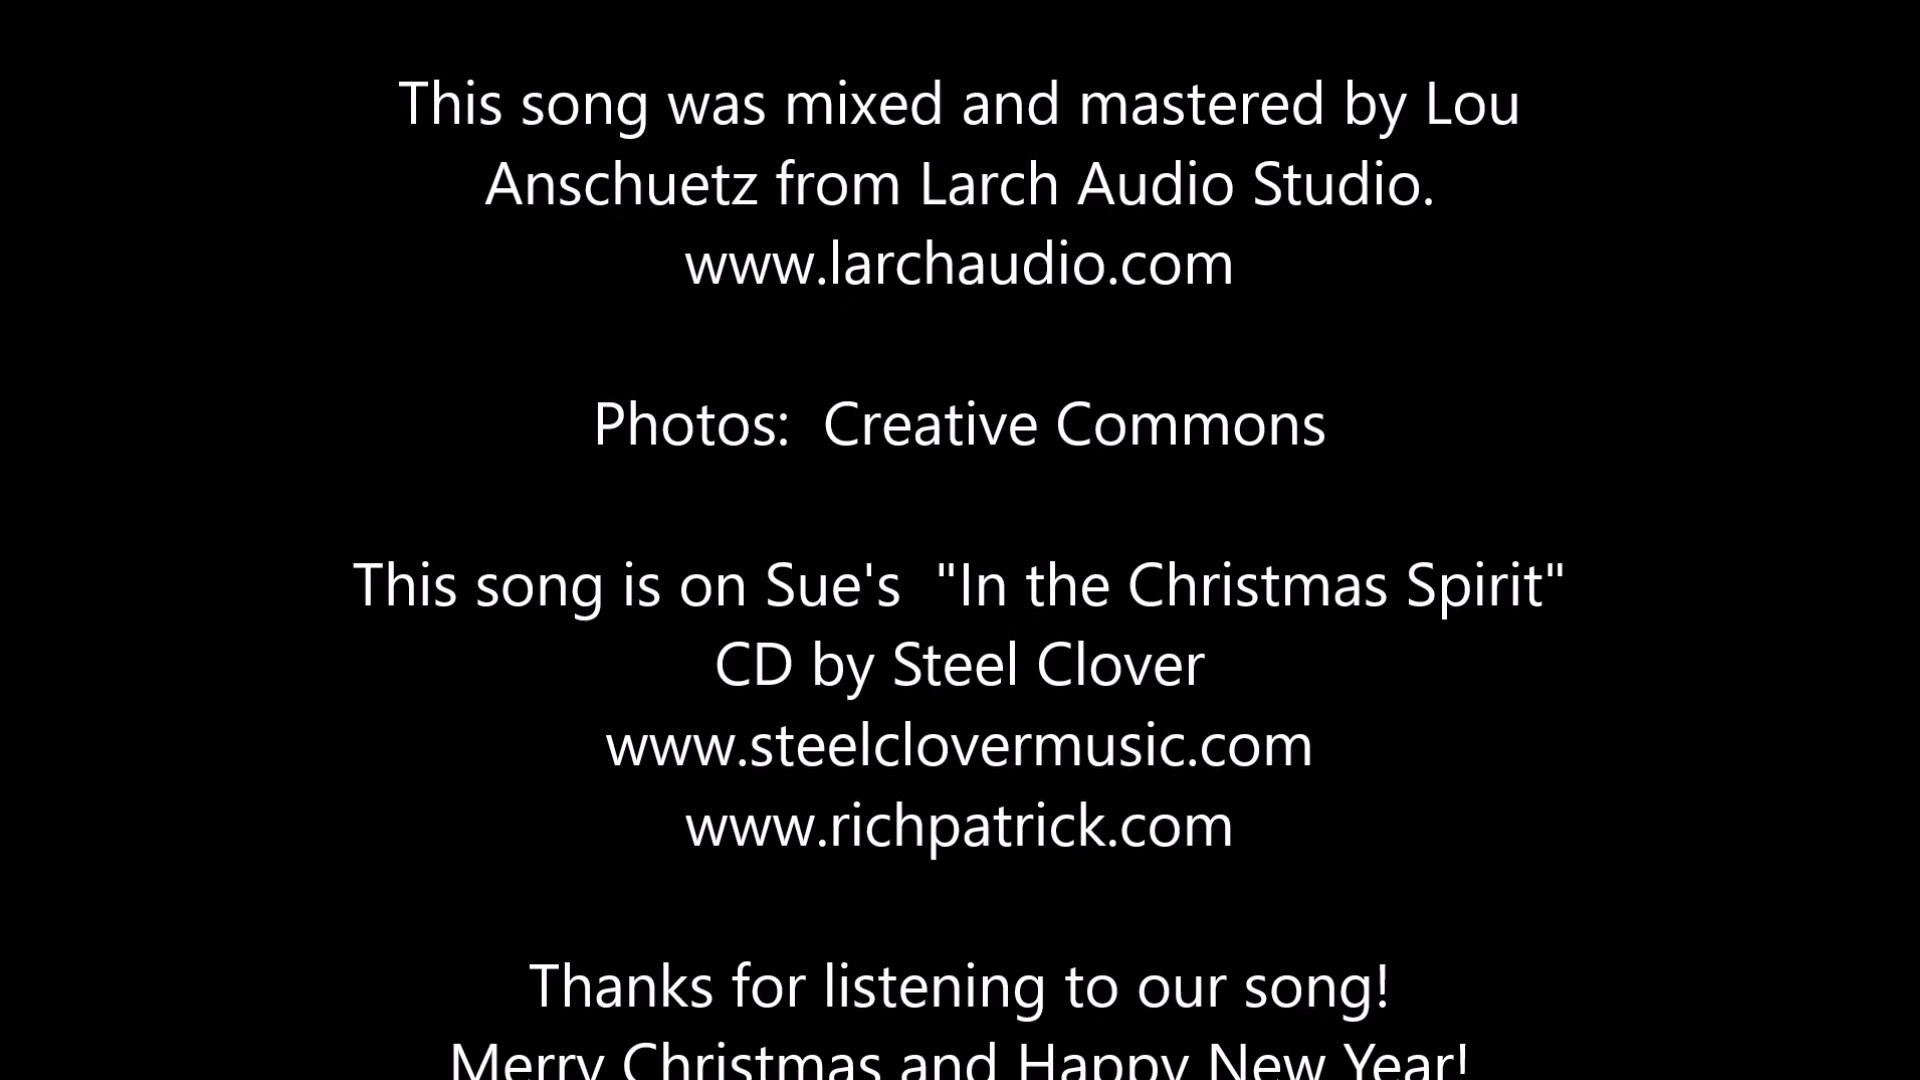 This song was mixed and mastered by Lou
Anschuetz from Larch Audio Studio.
www.larchaudio.com
Photos:  Creative Commons
This song is on Sue's  "In the Christmas Spirit"
CD by Steel Clover
www.steelclovermusic.com
www.richpatrick.com
Thanks for listening to our song!
Merry Christmas and Happy New Year!